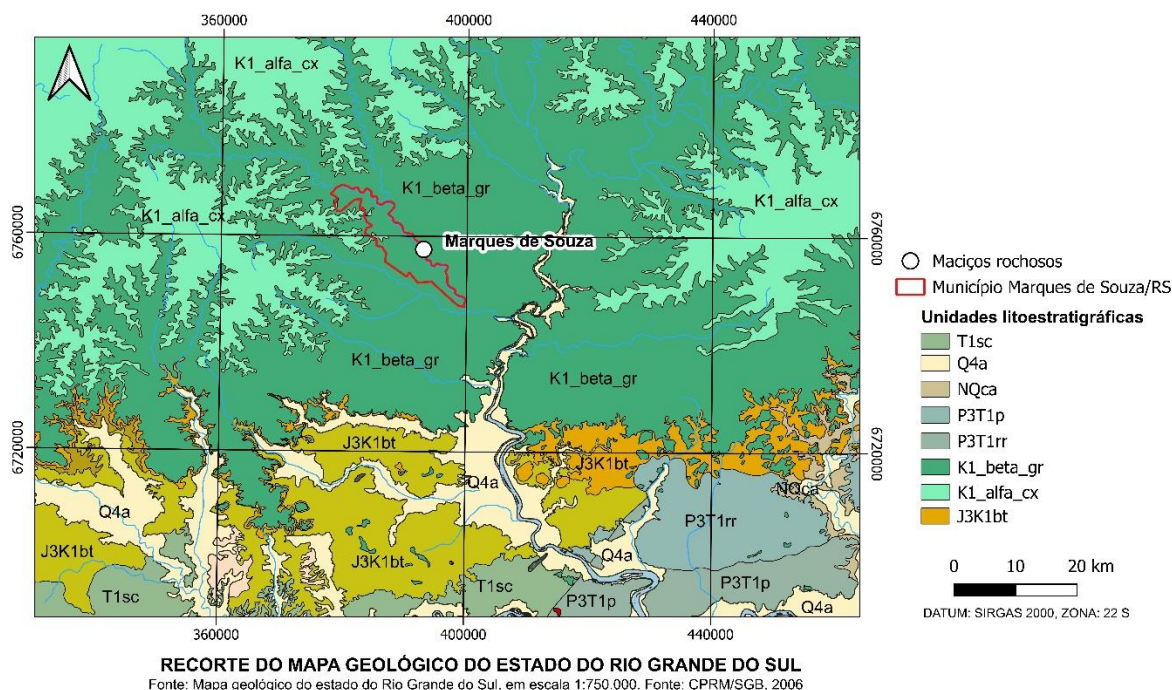 360000
400000
440000
K1_alfa_cx
K1_beta_gr
K1_alfa_cx
K1_alfa_cx
6760000
6760000
Marques de Souza
K1_beta_gr
K1_beta_gr
6720000
6720000
J3K1bt
J3K1bt
Q4a
Q4a
NQca
P3T1rr
J3K1bt
J3K1bt
Q4a
T1sc
T1sc
P3T1p
P3T1p
Q4a
360000
400000
440000
Maciços rochosos
Município Marques de Souza/RS
Unidades litoestratigráficas
T1sc
Q4a
NQca
P3T1p
P3T1rr
K1_beta_gr
K1_alfa_cx
J3K1bt
0 10 20 km
DATUM: SIRGAS 2000, ZONA: 22 S
RECORTE DO MAPA GEOLÓGICO DO ESTADO DO RIO GRANDE DO SUL
Fonte: Mapa geológico do estado do Rio Grande do Sul, em escala 1:750.000. Fonte: CPRM/SGB, 2006